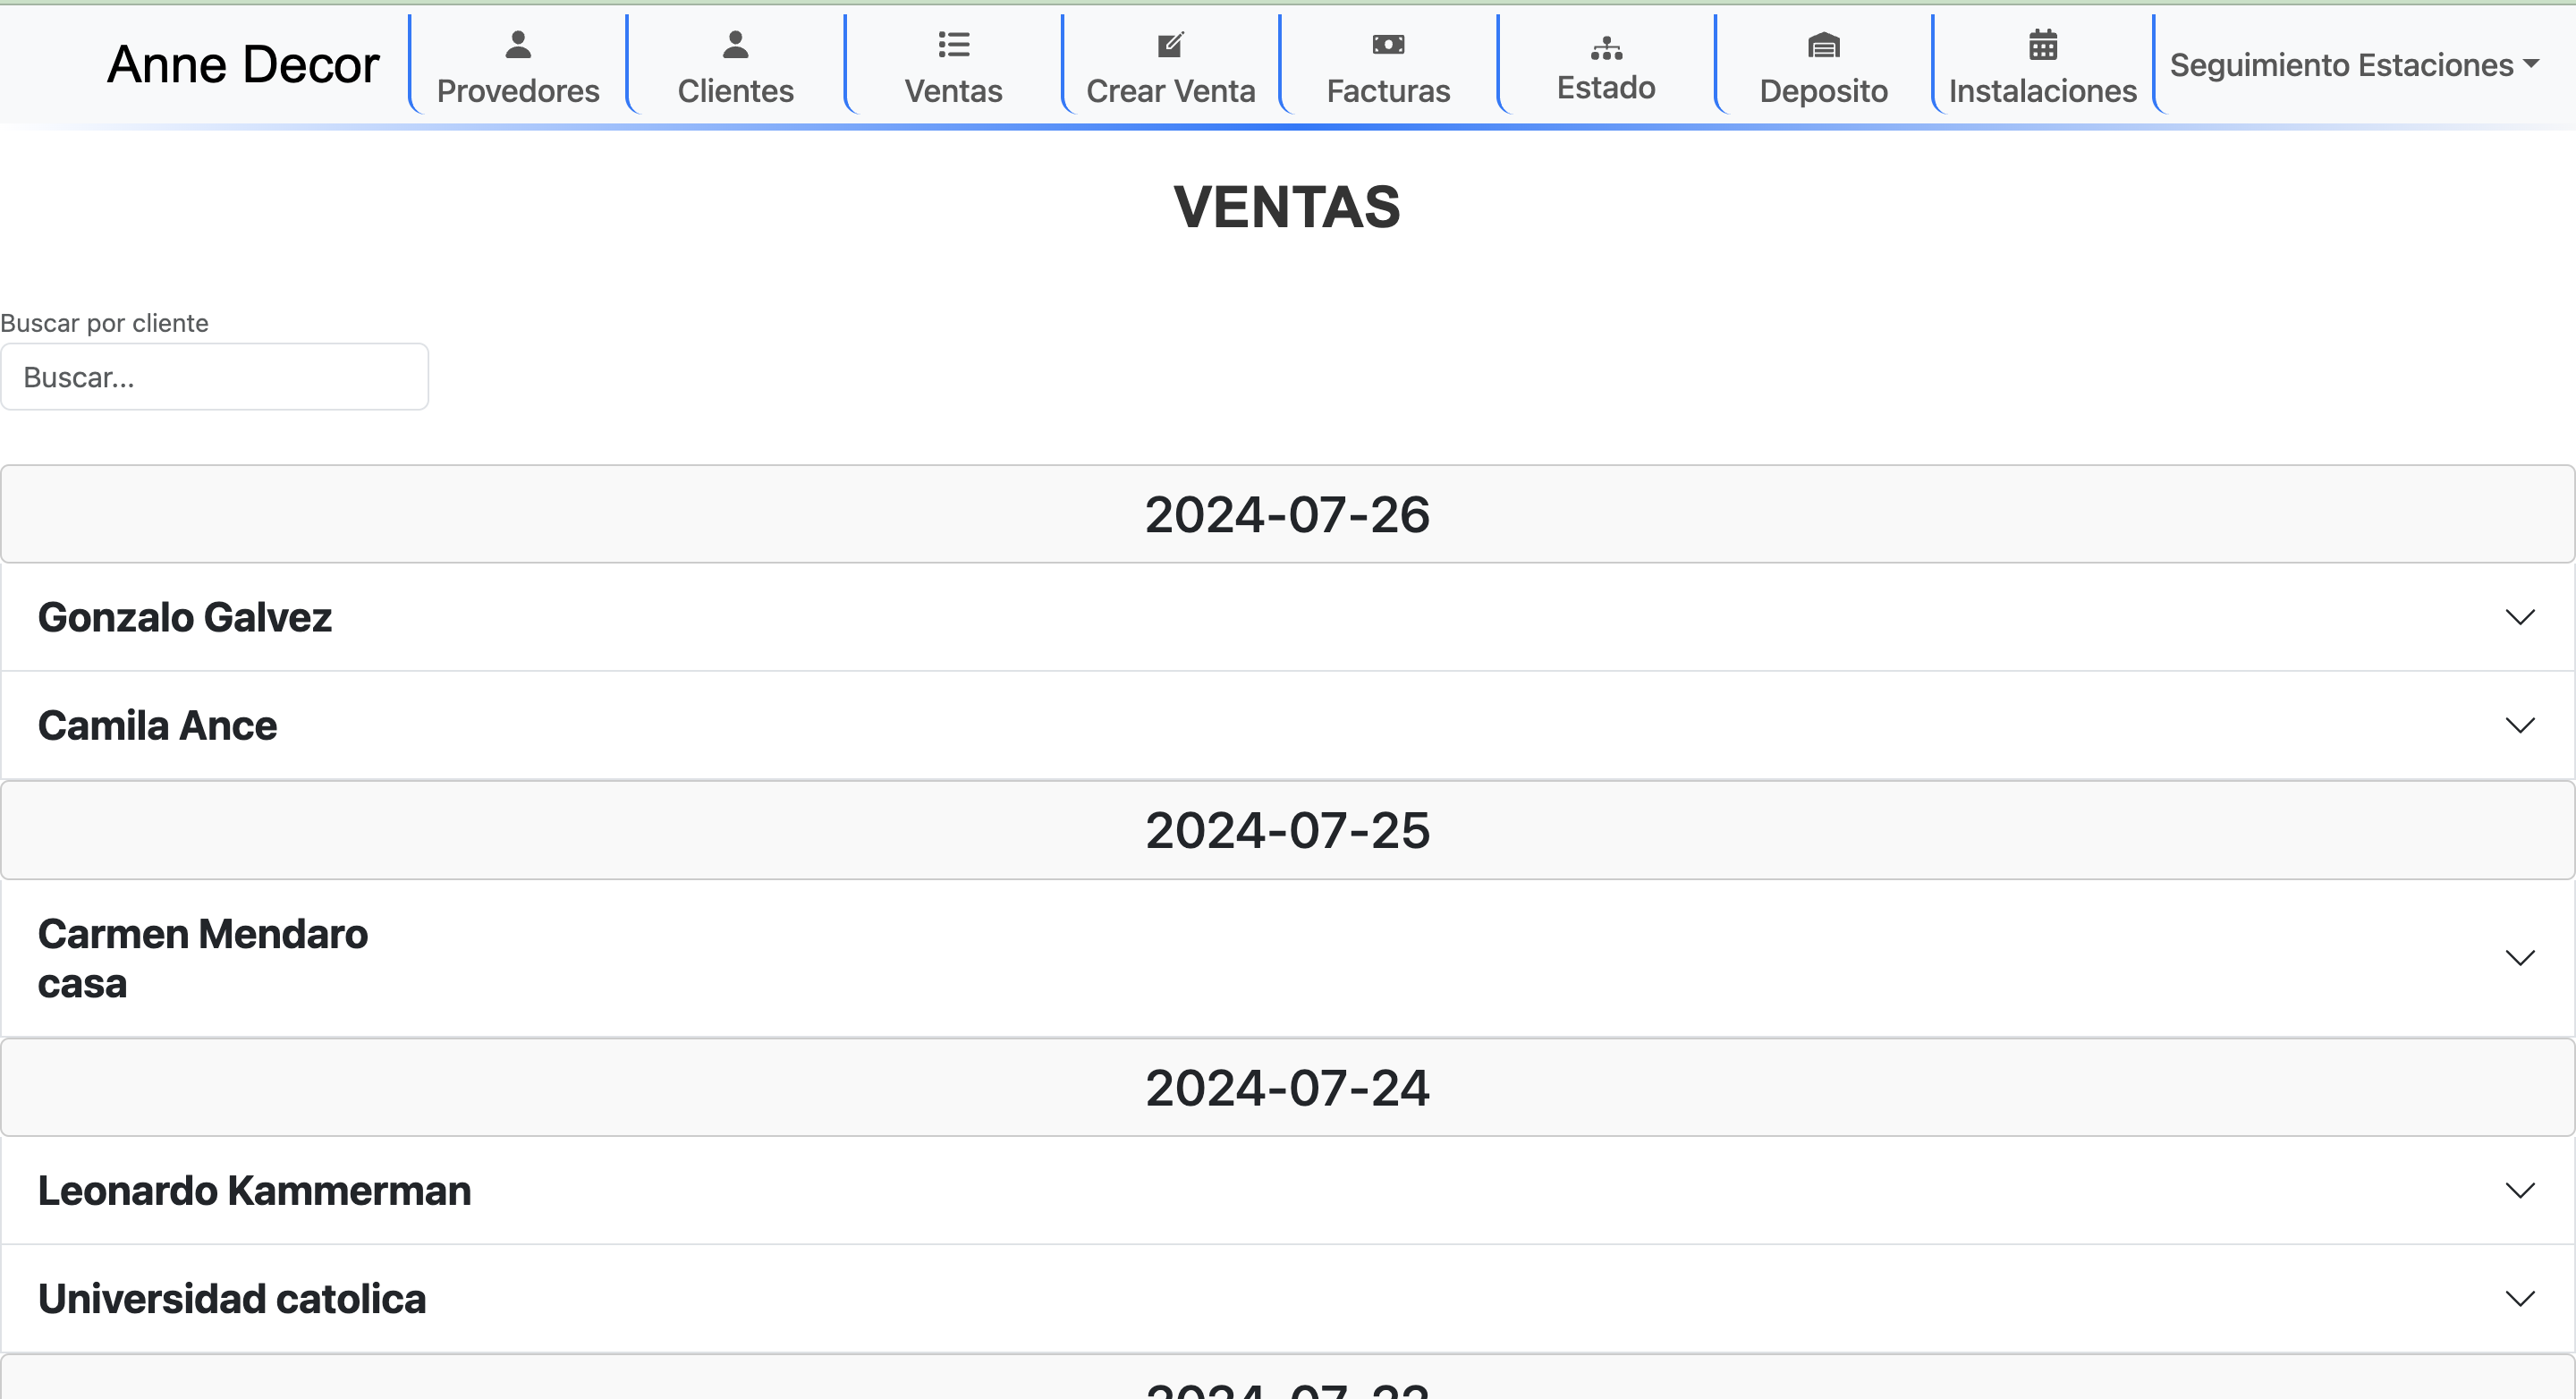 Anne Decor
Provedores
Clientes
Ventas
Crear Venta
Facturas
Estado
Deposito
Instalaciones
Seguimiento Estaciones
VENTAS
Buscar por cliente
Buscar...
2024-07-26
Gonzalo Galvez
Camila Ance
2024-07-25
Carmen Mendaro
casa
2024-07-24
Leonardo Kammerman
Universidad catolica